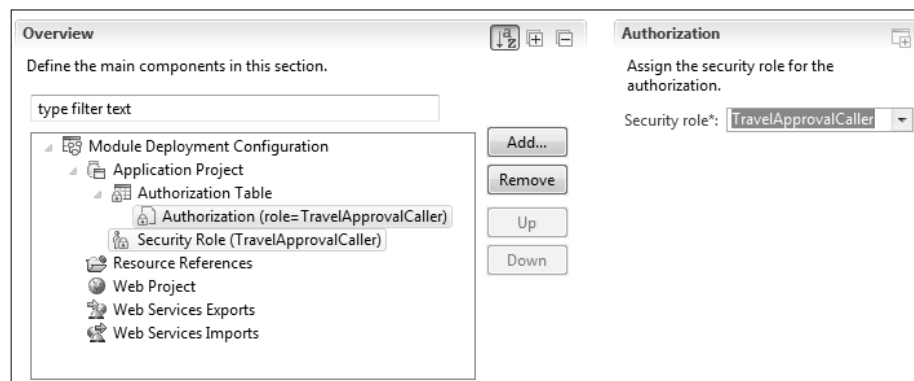 Overview
Define the main components in this section.
type filter text
Module Deployment Configuration
Application Project
Authorization Table
Authorization (role=TravelApprovalCaller)
Security Role (TravelApprovalCaller)
Resource References
Web Project
Web Services Exports
Web Services Imports
Add...
Remove
Up
Down
Authorization
Assign the security role for the
authorization.
Security role*: TravelApprovalCaller